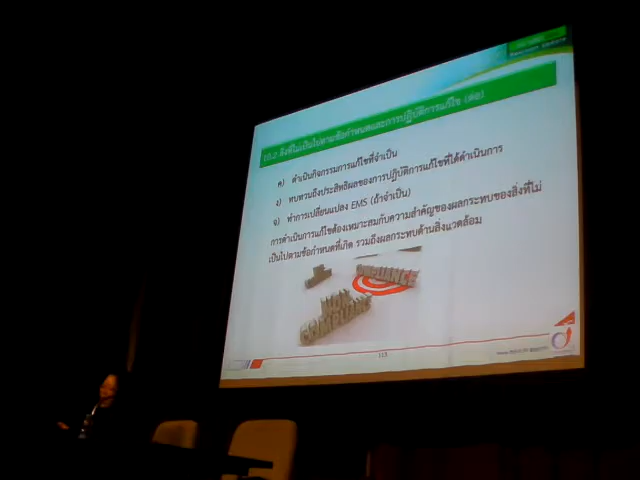 10.2 สิ่งที่ไม่เป็นไปตามข้อกำหนดและการปฏิบัติการแก้ไข (ต่อ)
ค) ดำเนินกิจกรรมการแก้ไขที่จำเป็น
ง) ทบทวนถึงประสิทธิผลของการปฏิบัติการแก้ไขที่ได้ดำเนินการ
จ) ทำการเปลี่ยนแปลง EMS (ถ้าจำเป็น)
การดำเนินการแก้ไขต้องเหมาะสมกับความสำคัญของผลกระทบของสิ่งที่ไม่
เป็นไปตามข้อกำหนดที่เกิด รวมถึงผลกระทบด้านสิ่งแวดล้อม
COMPLIANCE
NON
COMPLIANCE
113